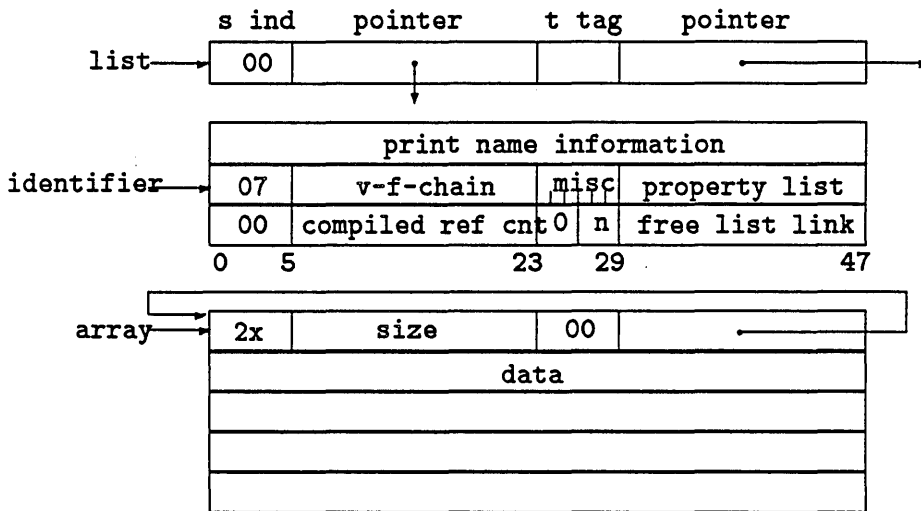 s ind pointer t tag pointer
list 00
print name information
identifier 07 v-f-chain misc property list
00 compiled ref cnt 0 n free list link
0 5 23 29 47
array 2x size 00
data